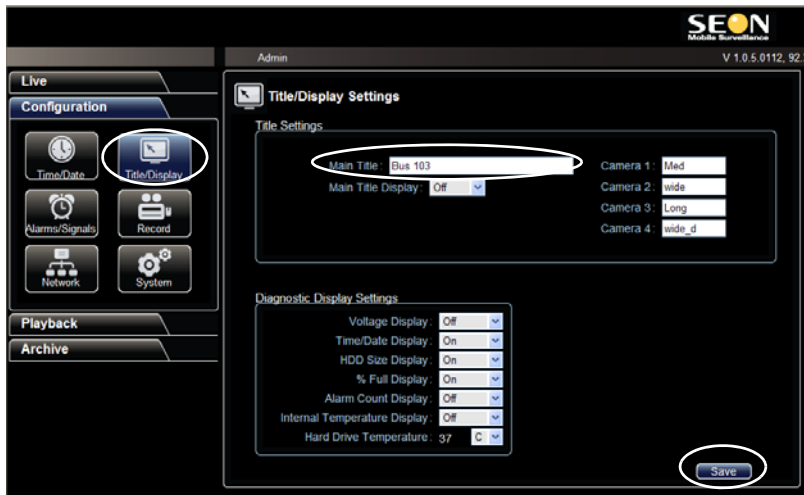 SEON
Mobile Surveillance
Admin
V 1.0.5.0112, 92.
Live
Configuration
Time/Date
Title/Display
Alarms/Signals
Record
Network
System
Playback
Archive
Title/Display Settings
Title Settings
Main Title: Bus 103
Main Title Display: Off
Camera 1: Med
Camera 2: wide
Camera 3: Long
Camera 4: wide_d
Diagnostic Display Settings
Voltage Display: Off
Time/Date Display: On
HDD Size Display: On
% Full Display: On
Alarm Count Display: Off
Internal Temperature Display: Off
Hard Drive Temperature: 37 C
Save